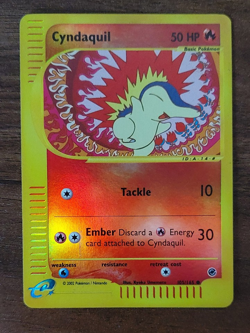 Cyndaquil 50 HP
Basic Pokémon
Tackle 10
Ember Discard a Energy 30
card attached to Cyndaquil.
weakness resistance retreat cost
©2002 Pokémon / Nintendo